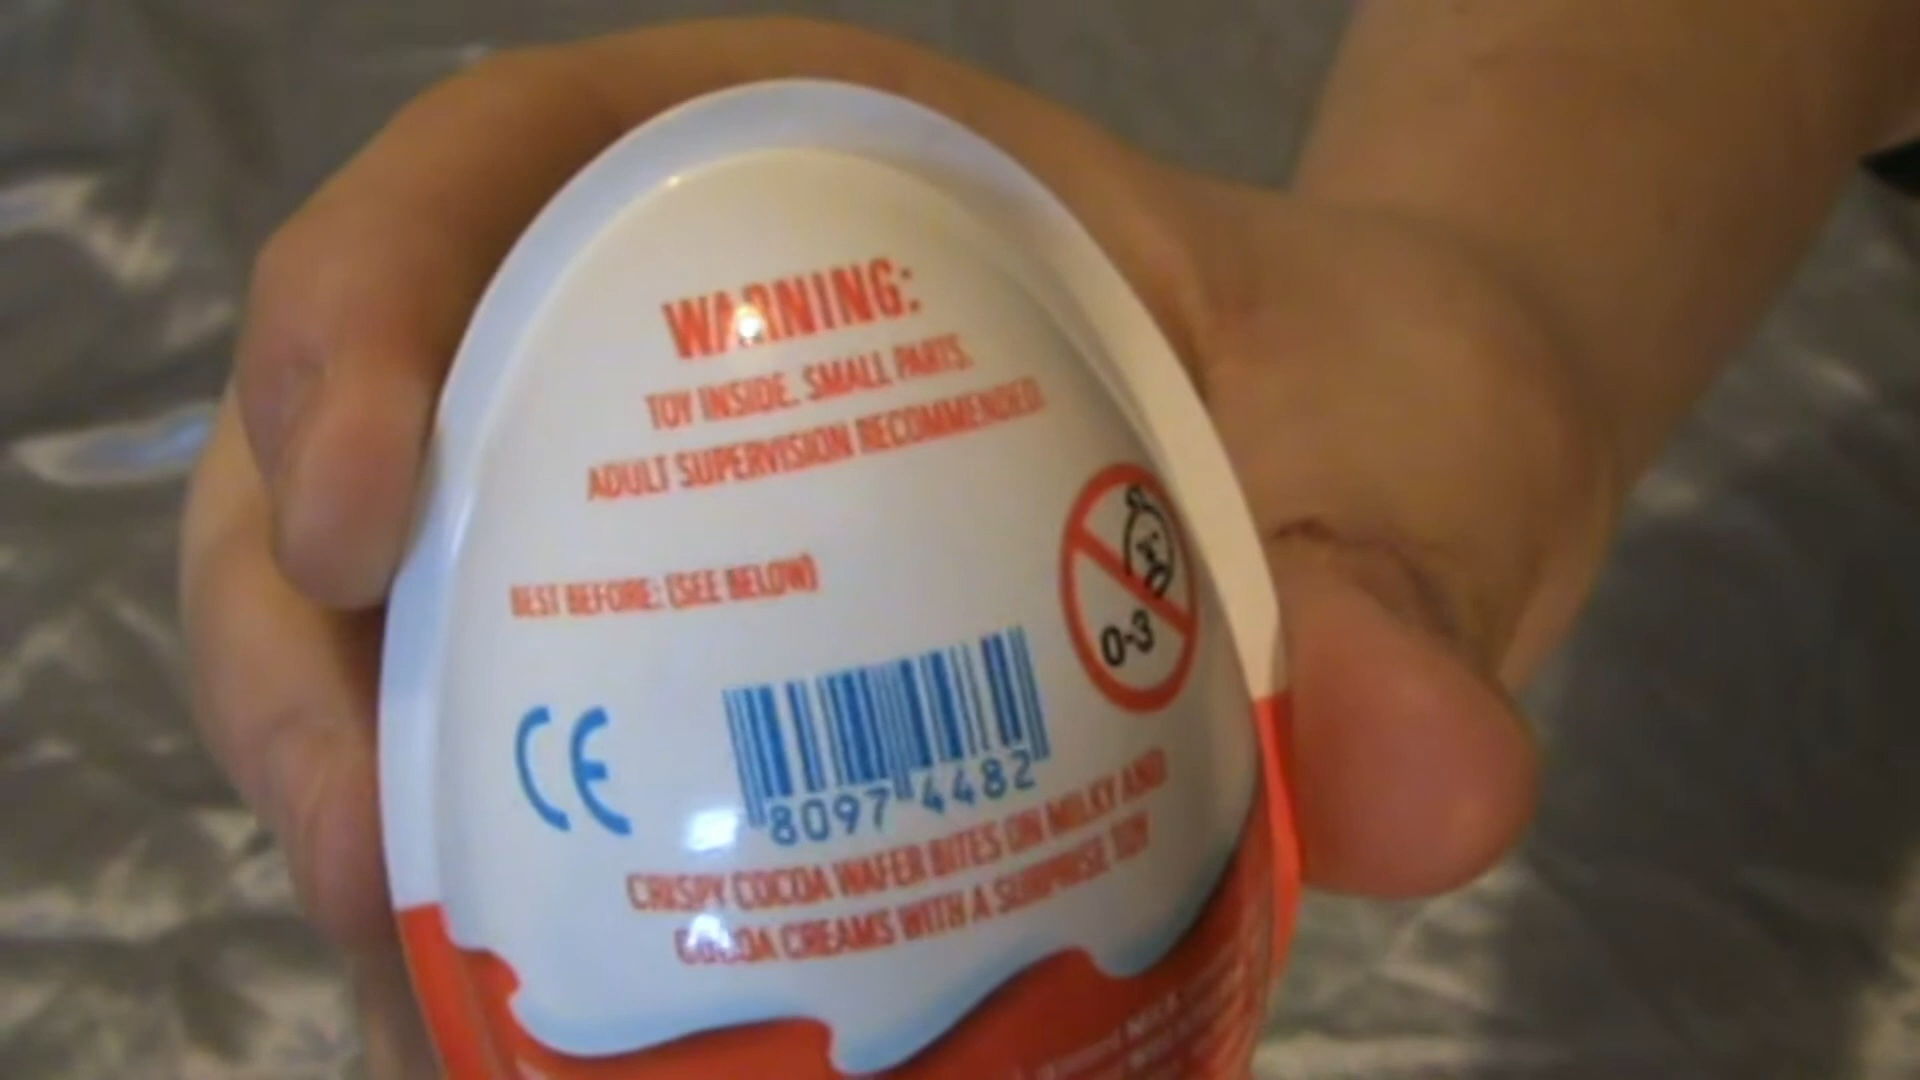 WARNING:
TOY INSIDE. SMALL PARTS.
ADULT SUPERVISION RECOMMENDED.
BEST BEFORE: (SEE BELOW)
0-3
CE
8097 4482
CRISPY COCOA WAFER BITES ON MILKY AND
COCOA CREAMS WITH A SURPRISE TOY